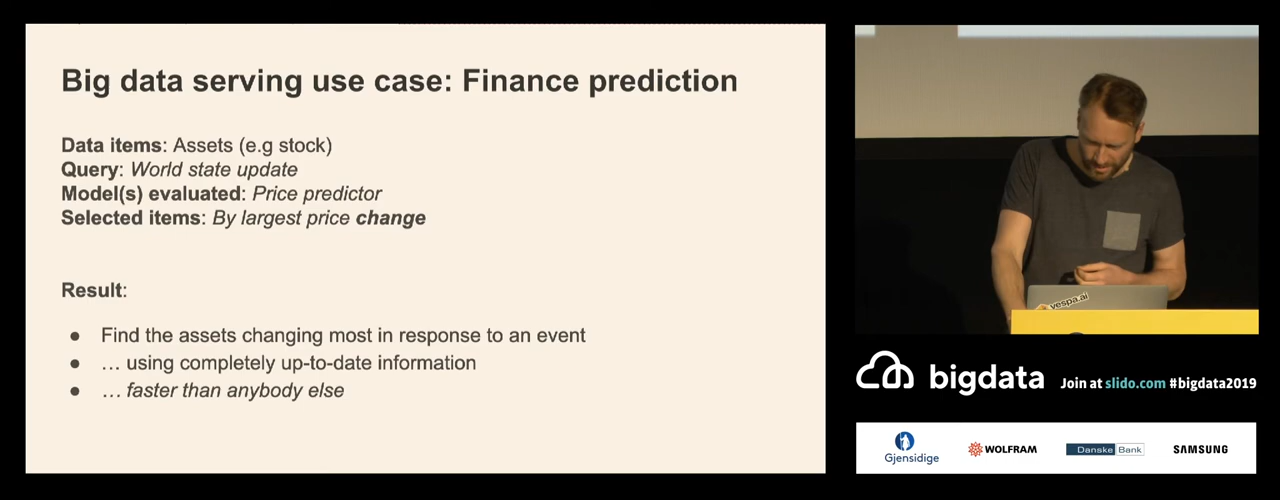 Big data serving use case: Finance prediction
Data items: Assets (e.g stock)
Query: World state update
Model(s) evaluated: Price predictor
Selected items: By largest price change
Result:
● Find the assets changing most in response to an event
● … using completely up-to-date information
● … faster than anybody else
vespa.ai
bigdata
Join at slido.com #bigdata2019
Gjensidige
WOLFRAM
Danske Bank
SAMSUNG